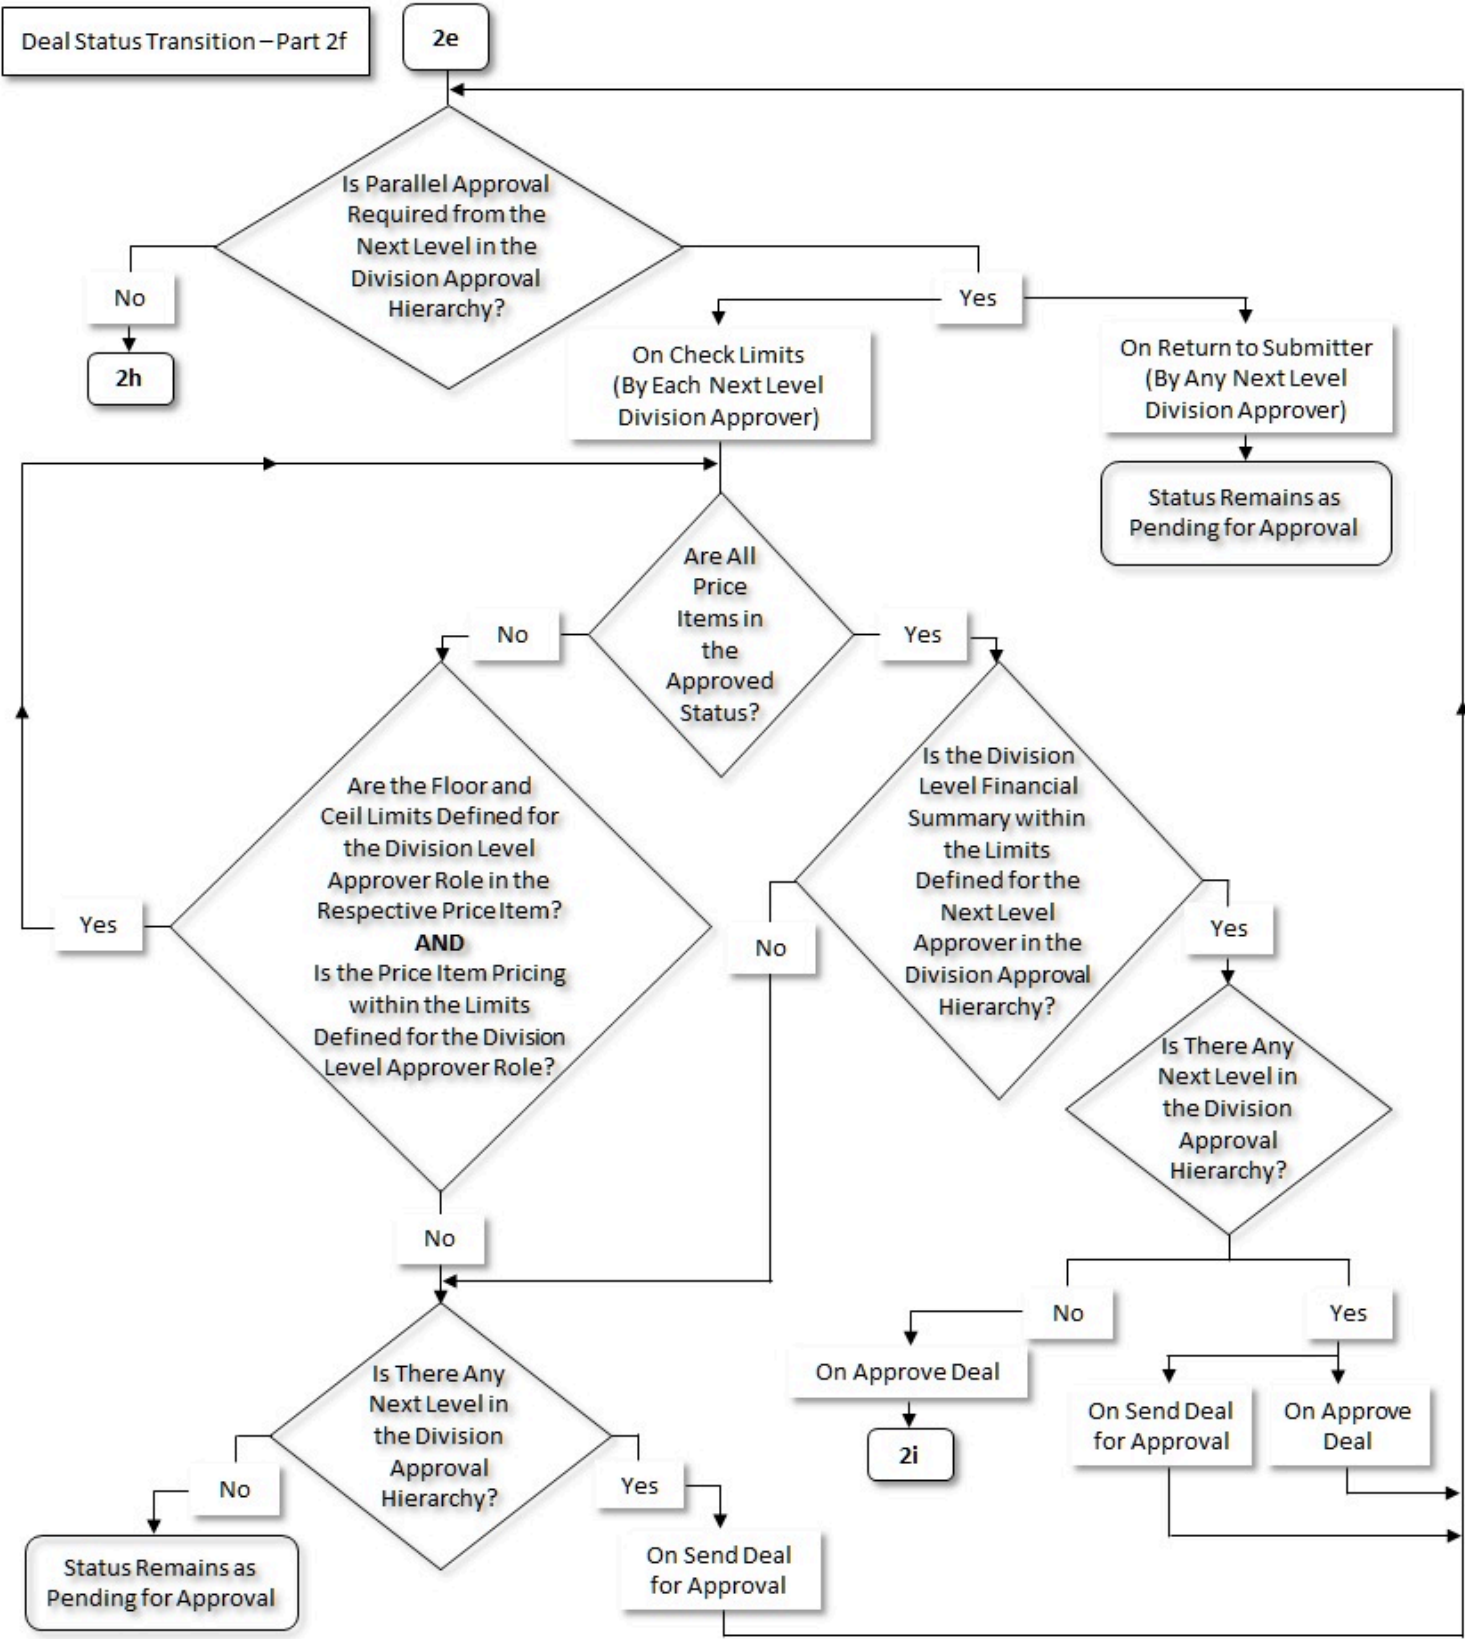 Deal Status Transition – Part 2f
2e
Is Parallel Approval
Required from the
Next Level in the
Division Approval
Hierarchy?
No
2h
Yes
On Check Limits
(By Each Next Level
Division Approver)
On Return to Submitter
(By Any Next Level
Division Approver)
Status Remains as
Pending for Approval
Are All
Price
Items in
the
Approved
Status?
No
Yes
Are the Floor and
Ceil Limits Defined for
the Division Level
Approver Role in the
Respective Price Item?
AND
Is the Price Item Pricing
within the Limits
Defined for the Division
Level Approver Role?
Yes
No
Is the Division
Level Financial
Summary within
the Limits
Defined for the
Next Level
Approver in the
Division Approval
Hierarchy?
No
Yes
Is There Any
Next Level in
the Division
Approval
Hierarchy?
No
Yes
On Approve Deal
2i
On Send Deal
for Approval
On Approve
Deal
Is There Any
Next Level in
the Division
Approval
Hierarchy?
No
Yes
Status Remains as
Pending for Approval
On Send Deal
for Approval